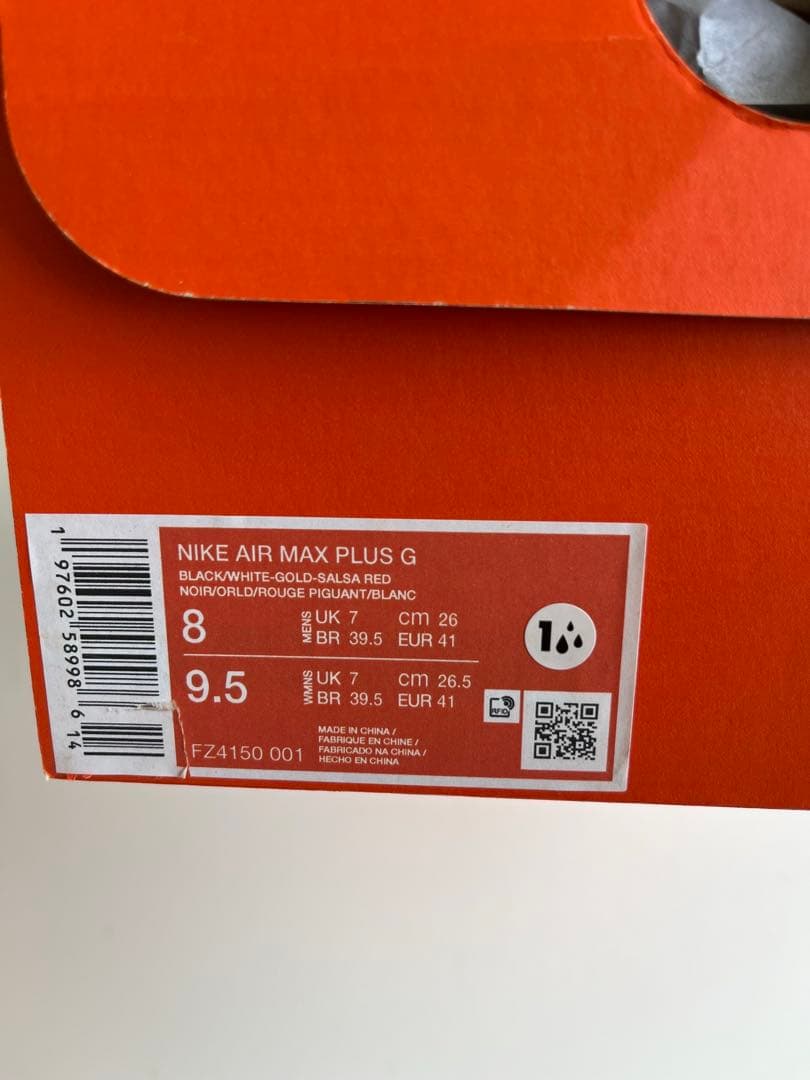 NIKE AIR MAX PLUS G
BLACK/WHITE-GOLD-SALSA RED
NOIR/ORLD/ROUGE PIGUANT/BLANC
8 MENS UK 7 cm 26
BR 39.5 EUR 41
9.5 WMNS UK 7 cm 26.5
BR 39.5 EUR 41
FZ4150 001
MADE IN CHINA /
FABRIQUE EN CHINE /
FABRICADO NA CHINA /
HECHO EN CHINA
RFID
1
1 97602 58998 6 14